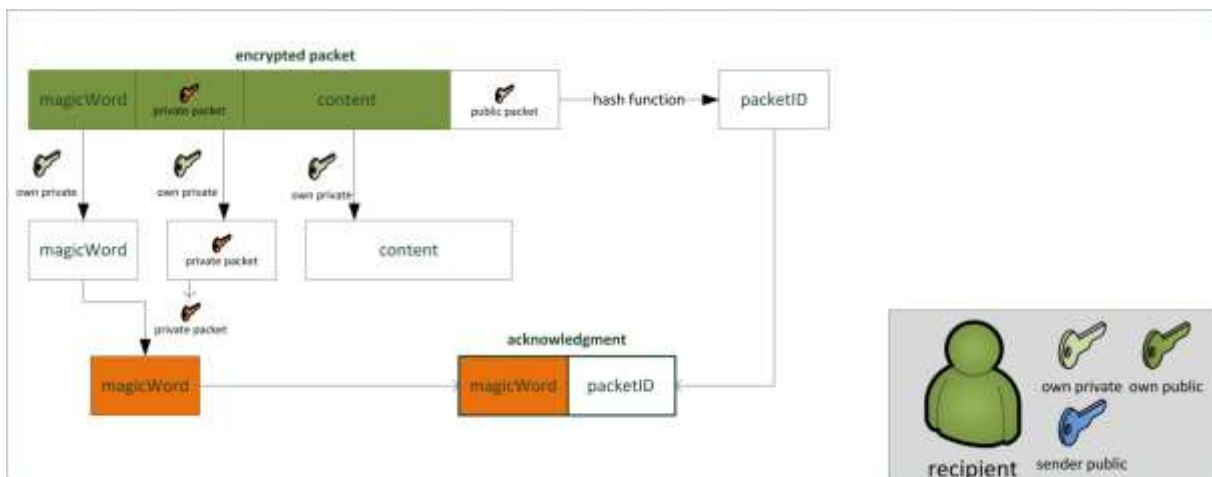 encrypted packet
magicWord
private packet
content
public packet
hash function
packetID
own private
own private
own private
magicWord
private packet
content
private packet
acknowledgment
magicWord
magicWord
packetID
own private own public
recipient
sender public